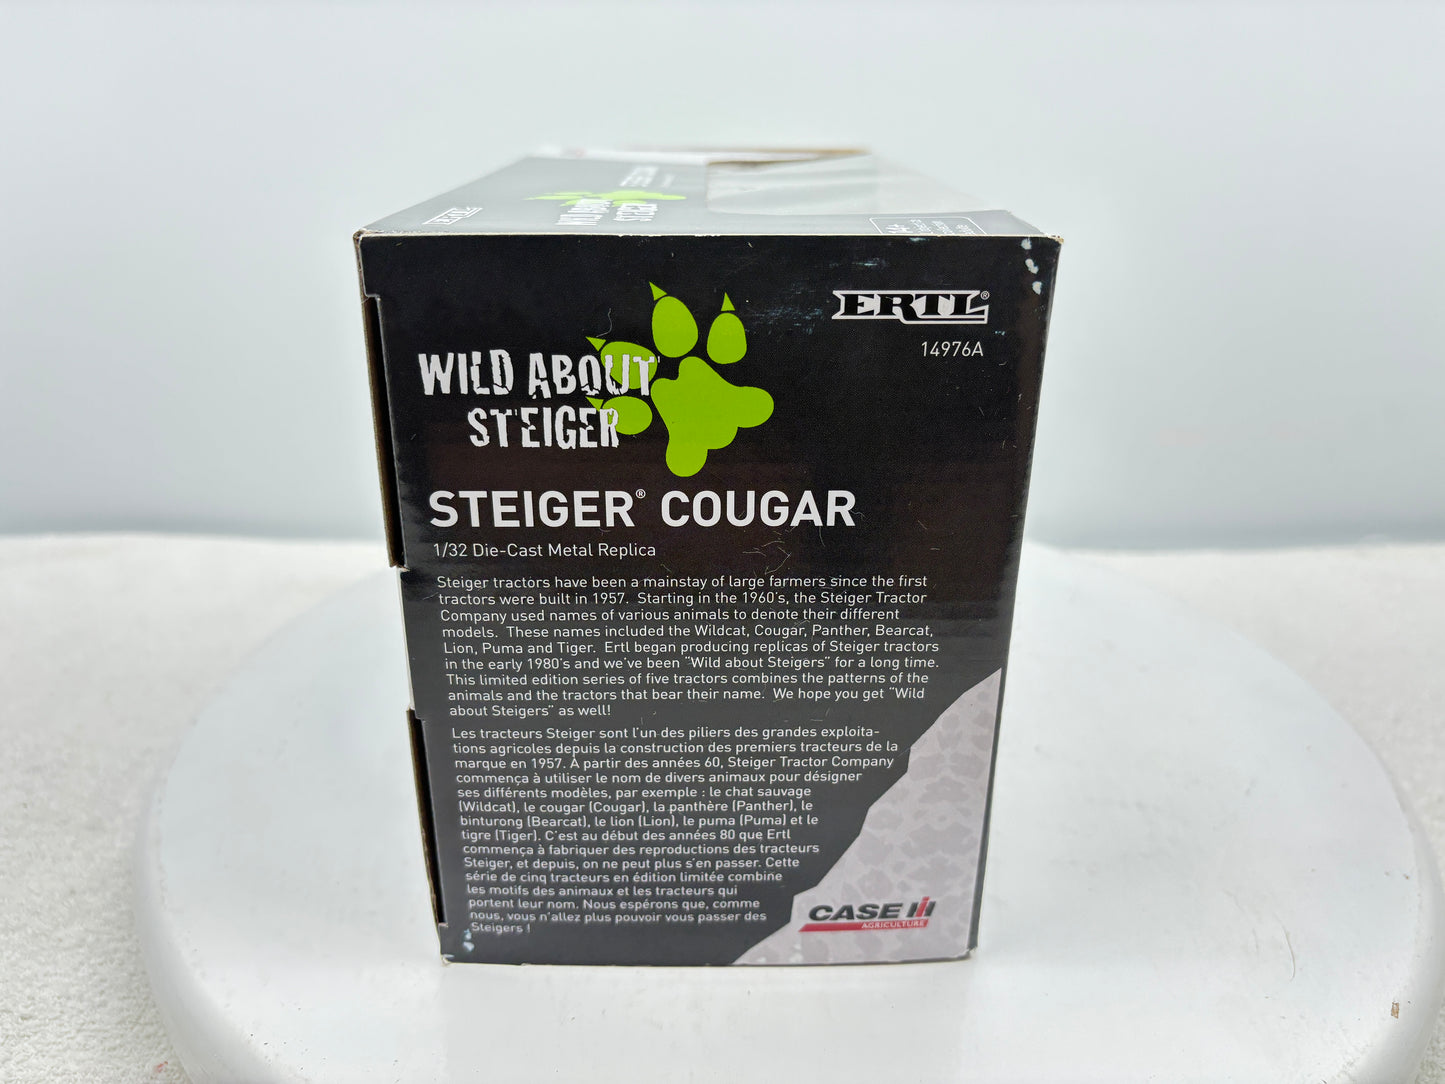 ERTL
WILD ABOUT
STEIGER
ERTL®
14976A
WILD ABOUT
STEIGER
STEIGER® COUGAR
1/32 Die-Cast Metal Replica
Steiger tractors have been a mainstay of large farmers since the first
tractors were built in 1957. Starting in the 1960's, the Steiger Tractor
Company used names of various animals to denote their different
models. These names included the Wildcat, Cougar, Panther, Bearcat,
Lion, Puma and Tiger. Ertl began producing replicas of Steiger tractors
in the early 1980's and we've been "Wild about Steigers" for a long time.
This limited edition series of five tractors combines the patterns of the
animals and the tractors that bear their name. We hope you get "Wild
about Steigers" as well!
Les tracteurs Steiger sont l'un des piliers des grandes exploita-
tions agricoles depuis la construction des premiers tracteurs de la
marque en 1957. À partir des années 60, Steiger Tractor Company
commença à utiliser le nom de divers animaux pour désigner
ses différents modèles, par exemple : le chat sauvage
(Wildcat), le cougar (Cougar), la panthère (Panther), le
binturong (Bearcat), le lion (Lion), le puma (Puma) et le
tigre (Tiger). C'est au début des années 80 que Ertl
commença à fabriquer des reproductions des tracteurs
Steiger, et depuis, on ne peut plus s'en passer. Cette
série de cinq tracteurs en édition limitée combine
les motifs des animaux et les tracteurs qui
portent leur nom. Nous espérons que, comme
nous, vous n'allez plus pouvoir vous passer des
Steigers !
CASE IH
AGRICULTURE